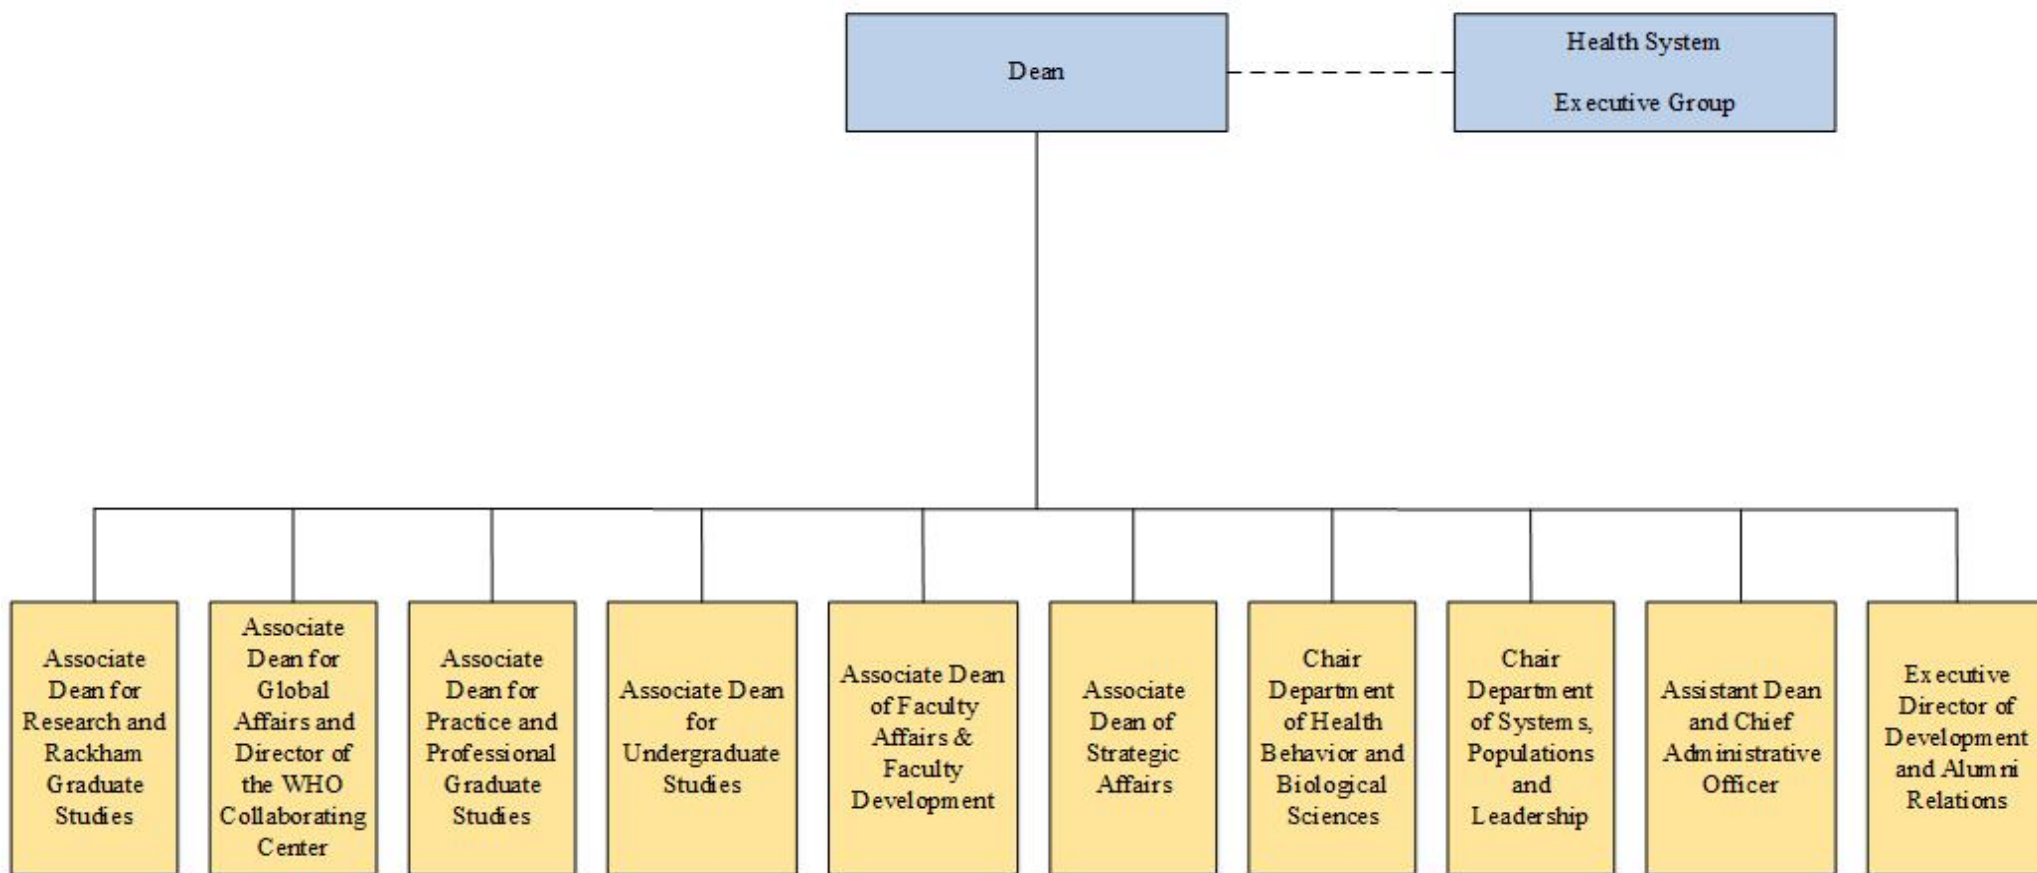 Dean
Health System
Executive Group
Associate
Dean for
Research and
Rackham
Graduate
Studies
Associate
Dean for
Global
Affairs and
Director of
the WHO
Collaborating
Center
Associate
Dean for
Practice and
Professional
Graduate
Studies
Associate Dean
for
Undergraduate
Studies
Associate Dean
of Faculty
Affairs &
Faculty
Development
Associate
Dean of
Strategic
Affairs
Chair
Department
of Health
Behavior and
Biological
Sciences
Chair
Department
of Systems,
Populations
and
Leadership
Assistant Dean
and Chief
Administrative
Officer
Executive
Director of
Development
and Alumni
Relations